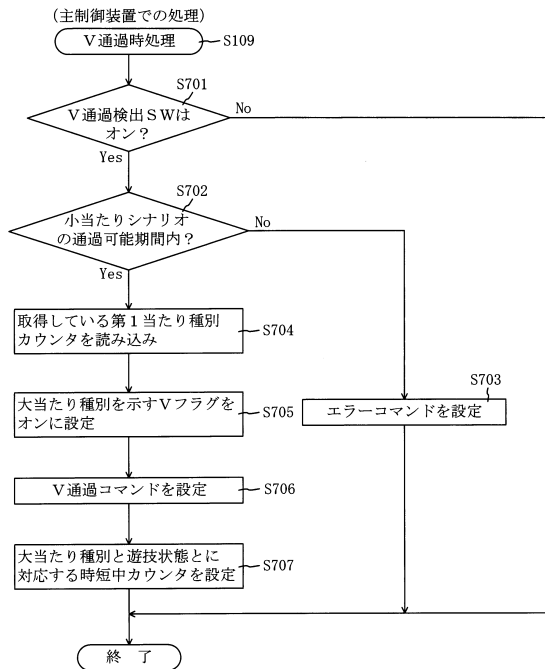 (主制御装置での処理)
V通過時処理
S109
S701
V通過検出SWは
オン?
No
Yes
S702
小当たりシナリオ
の通過可能期間内?
No
Yes
取得している第1当たり種別
カウンタを読み込み
S704
S703
エラーコマンドを設定
大当たり種別を示すVフラグを
オンに設定
S705
V通過コマンドを設定
S706
大当たり種別と遊技状態とに
対応する時短中カウンタを設定
S707
終 了